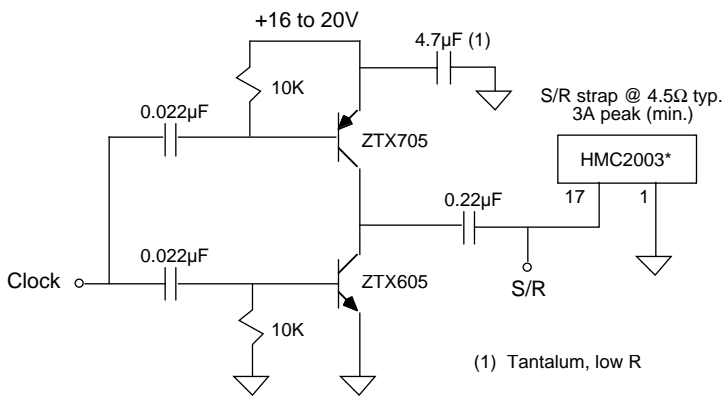 +16 to 20V
4.7µF (1)
10K
S/R strap @ 4.5Ω typ.
3A peak (min.)
0.022µF
ZTX705
HMC2003*
17
1
0.22µF
0.022µF
Clock
ZTX605
S/R
10K
(1) Tantalum, low R